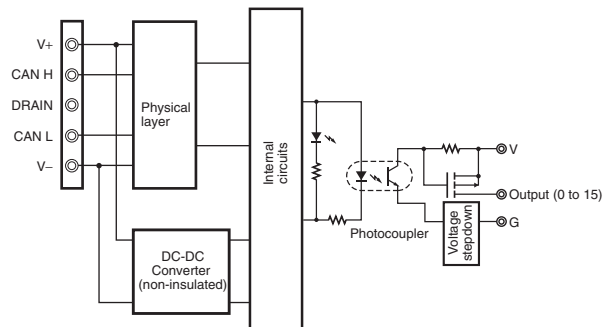 V+
CAN H
DRAIN
CAN L
V−
Physical
layer
DC-DC
Converter
(non-insulated)
Internal
circuits
Photocoupler
V
Output (0 to 15)
G
Voltage
stepdown